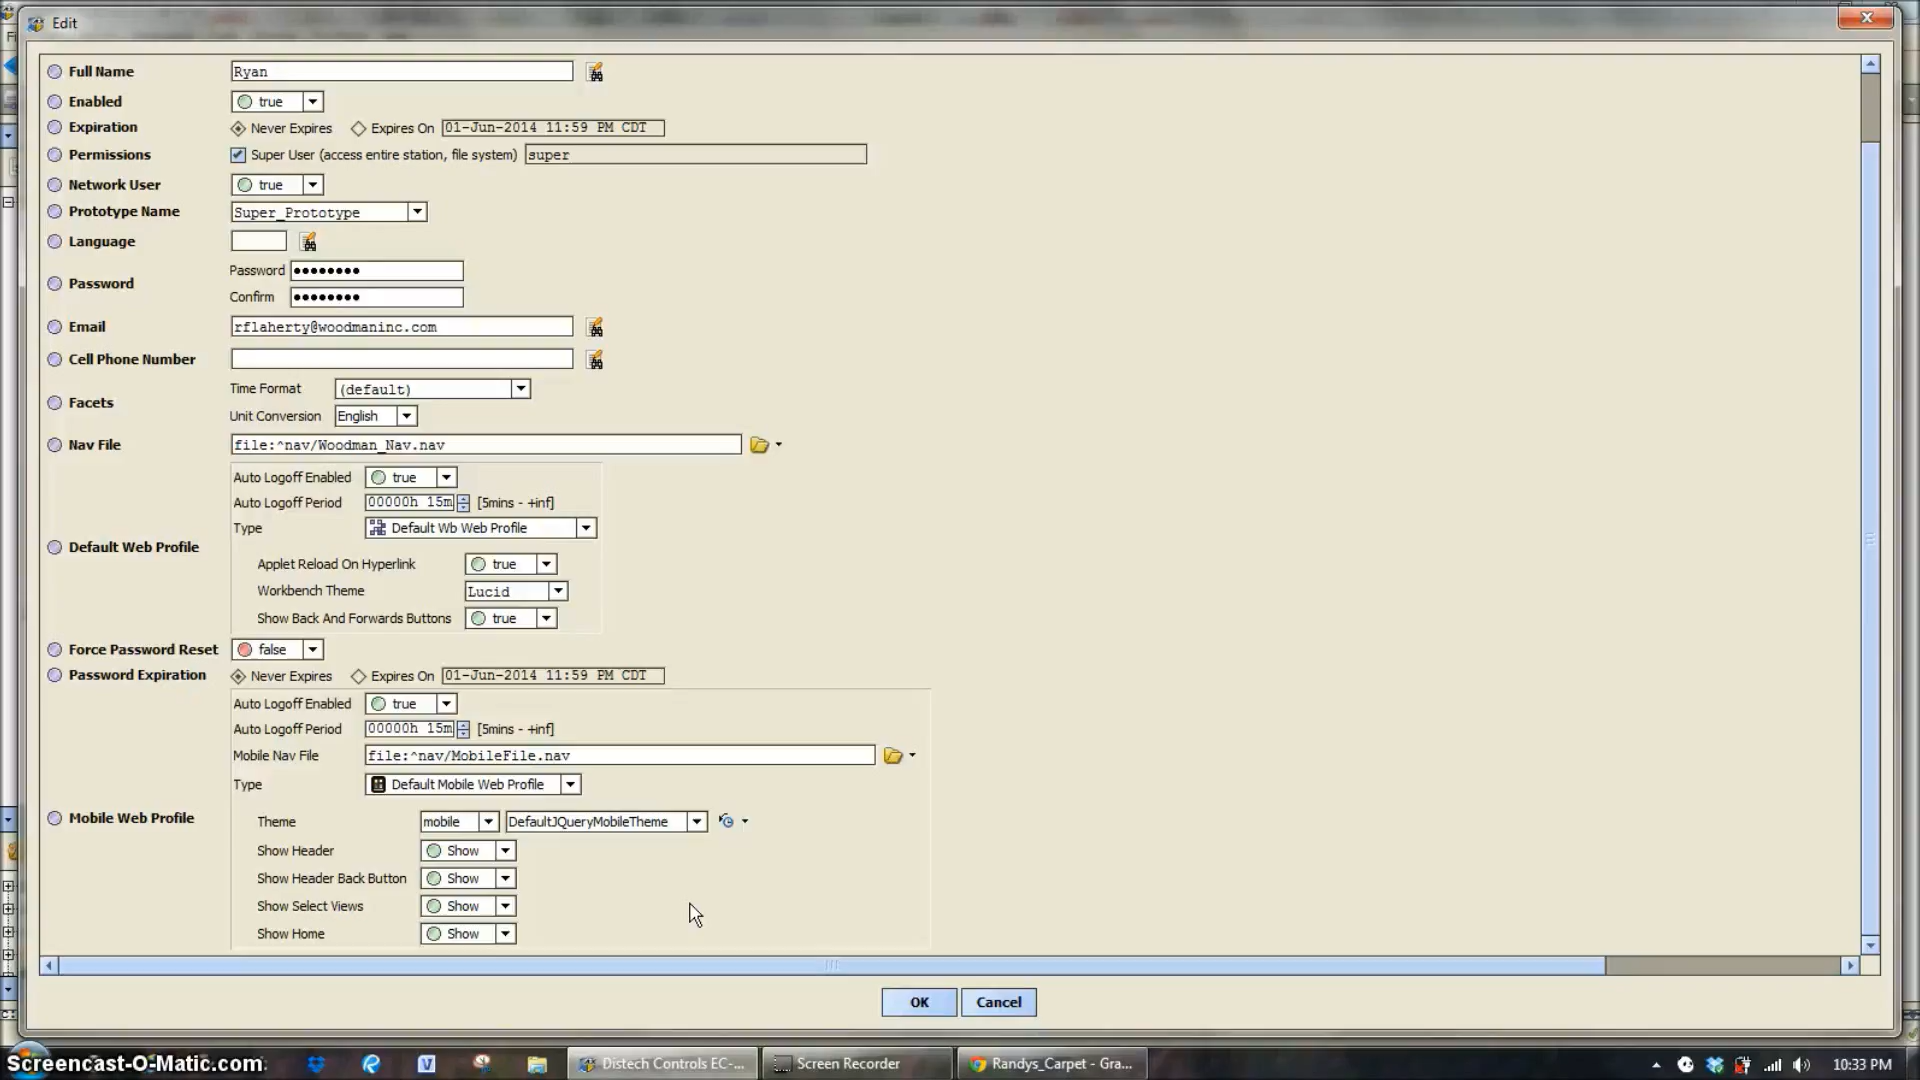 Edit
Full Name Ryan
Enabled true
Expiration Never Expires Expires On 01-Jun-2014 11:59 PM CDT
Permissions Super User (access entire station, file system) super
Network User true
Prototype Name Super_Prototype
Language
Password ●●●●●●●●
Password
Confirm ●●●●●●●●
Email rflaherty@woodmaninc.com
Cell Phone Number
Time Format (default)
Facets
Unit Conversion English
Nav File file:^nav/Woodman_Nav.nav
Auto Logoff Enabled true
Auto Logoff Period 00000h 15m [5mins - +inf]
Type Default Wb Web Profile
Default Web Profile
Applet Reload On Hyperlink true
Workbench Theme Lucid
Show Back And Forwards Buttons true
Force Password Reset false
Password Expiration Never Expires Expires On 01-Jun-2014 11:59 PM CDT
Auto Logoff Enabled true
Auto Logoff Period 00000h 15m [5mins - +inf]
Mobile Nav File file:^nav/MobileFile.nav
Type Default Mobile Web Profile
Mobile Web Profile
Theme mobile DefaultJQueryMobileTheme
Show Header Show
Show Header Back Button Show
Show Select Views Show
Show Home Show
OK Cancel
Screencast-O-Matic.com Distech Controls EC-... Screen Recorder Randys_Carpet - Gra... 10:33 PM